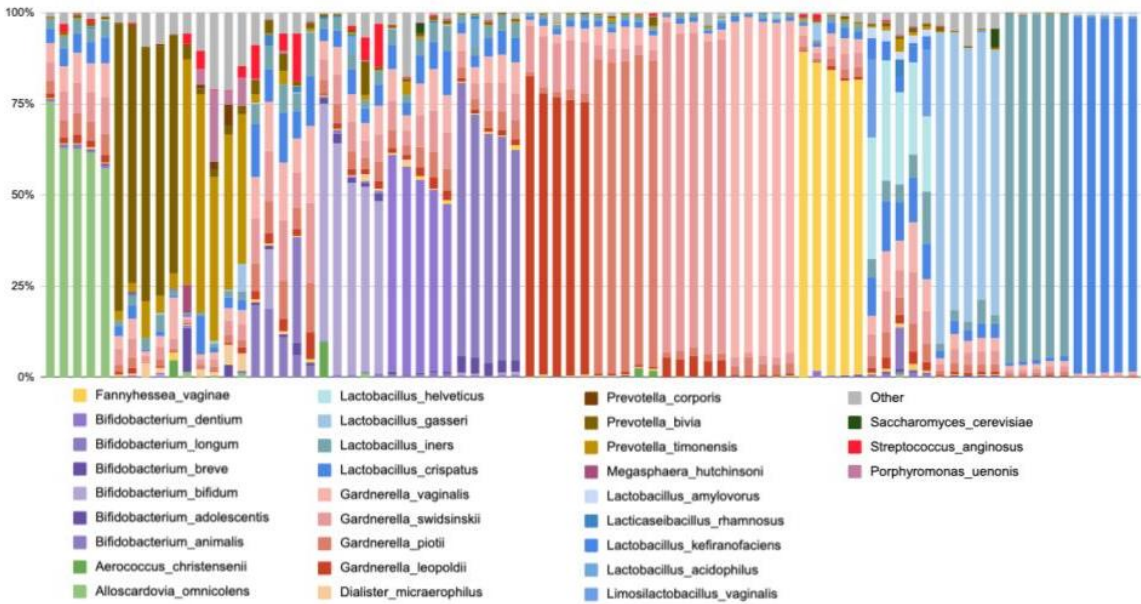 100%
75%
50%
25%
0%
Fannyhessea_vaginae
Bifidobacterium_dentium
Bifidobacterium_longum
Bifidobacterium_breve
Bifidobacterium_bifidum
Bifidobacterium_adolescentis
Bifidobacterium_animalis
Aerococcus_christensenii
Alloscardovia_omnicolens
Lactobacillus_helveticus
Lactobacillus_gasseri
Lactobacillus_iners
Lactobacillus_crispatus
Gardnerella_vaginalis
Gardnerella_swidsinskii
Gardnerella_piotii
Gardnerella_leopoldii
Dialister_micraerophilus
Prevotella_corporis
Prevotella_bivia
Prevotella_timonensis
Megasphaera_hutchinsoni
Lactobacillus_amylovorus
Lacticaseibacillus_rhamnosus
Lactobacillus_kefiranofaciens
Lactobacillus_acidophilus
Limosilactobacillus_vaginalis
Other
Saccharomyces_cerevisiae
Streptococcus_anginosus
Porphyromonas_uenonis